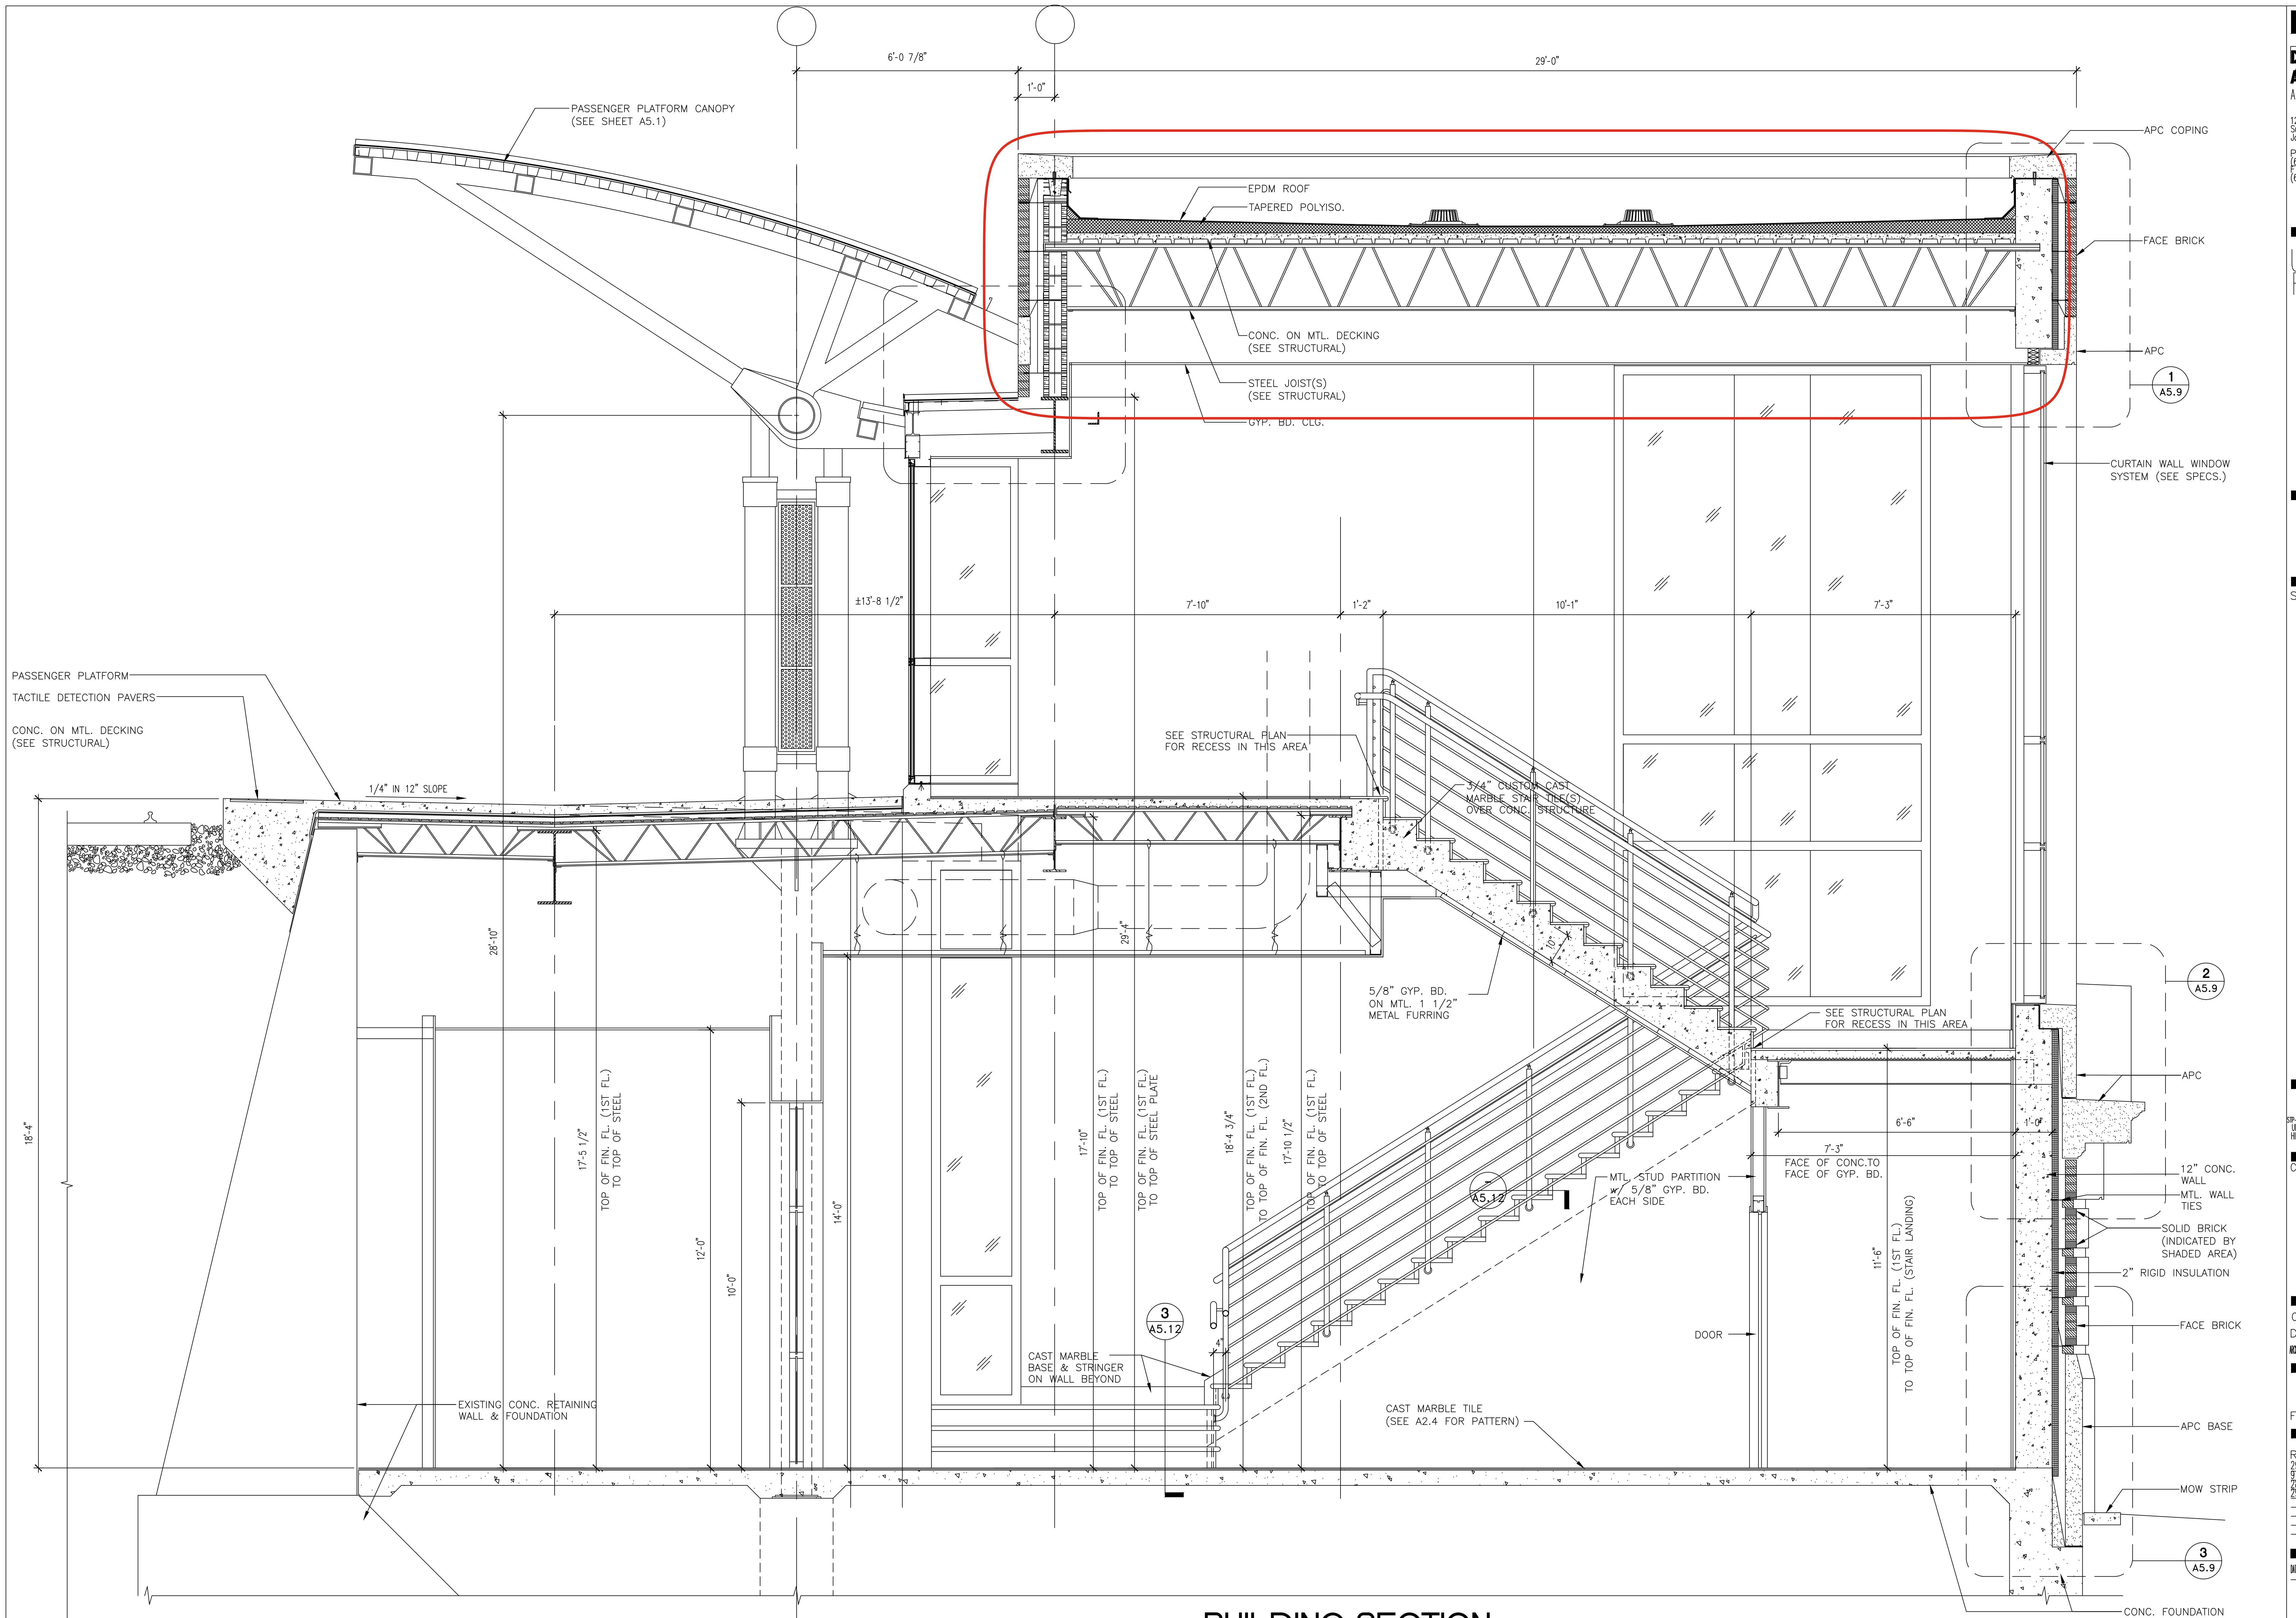 6'-0 7/8"
29'-0"
1'-0"
PASSENGER PLATFORM CANOPY
(SEE SHEET A5.1)
APC COPING
EPDM ROOF
TAPERED POLYISO.
FACE BRICK
CONC. ON MTL. DECKING
(SEE STRUCTURAL)
APC
STEEL JOIST(S)
(SEE STRUCTURAL)
1
A5.9
GYP. BD. CLG.
CURTAIN WALL WINDOW
SYSTEM (SEE SPECS.)
±13'-8 1/2"
7'-10"
1'-2"
10'-1"
7'-3"
PASSENGER PLATFORM
TACTILE DETECTION PAVERS
CONC. ON MTL. DECKING
(SEE STRUCTURAL)
SEE STRUCTURAL PLAN
FOR RECESS IN THIS AREA
1/4" IN 12" SLOPE
3/4" CUSTOM CAST
MARBLE STAIR TILE(S)
OVER CONC. STRUCTURE
28'-10"
29'-4"
10"
5/8" GYP. BD.
ON MTL. 1 1/2"
METAL FURRING
2
A5.9
SEE STRUCTURAL PLAN
FOR RECESS IN THIS AREA
APC
18'-4"
17'-5 1/2"
TOP OF FIN. FL. (1ST FL.)
TO TOP OF STEEL
12'-0"
10'-0"
14'-0"
17'-10"
TOP OF FIN. FL. (1ST FL.)
TO TOP OF STEEL
TOP OF FIN. FL. (1ST FL.)
TO TOP OF STEEL PLATE
18'-4 3/4"
TOP OF FIN. FL. (1ST FL.)
TO TOP OF FIN. FL. (2ND FL.)
17'-10 1/2"
TOP OF FIN. FL. (1ST FL.)
TO TOP OF STEEL
6'-6"
1'-0"
7'-3"
FACE OF CONC.TO
FACE OF GYP. BD.
12" CONC.
WALL
MTL. WALL
TIES
MTL. STUD PARTITION
w/ 5/8" GYP. BD.
EACH SIDE
A5.12
SOLID BRICK
(INDICATED BY
SHADED AREA)
2" RIGID INSULATION
11'-6"
TOP OF FIN. FL. (1ST FL.)
TO TOP OF FIN. FL. (STAIR LANDING)
3
A5.12
FACE BRICK
DOOR
4"
CAST MARBLE
BASE & STRINGER
ON WALL BEYOND
EXISTING CONC. RETAINING
WALL & FOUNDATION
CAST MARBLE TILE
(SEE A2.4 FOR PATTERN)
APC BASE
MOW STRIP
3
A5.9
CONC. FOUNDATION
BUILDING SECTION